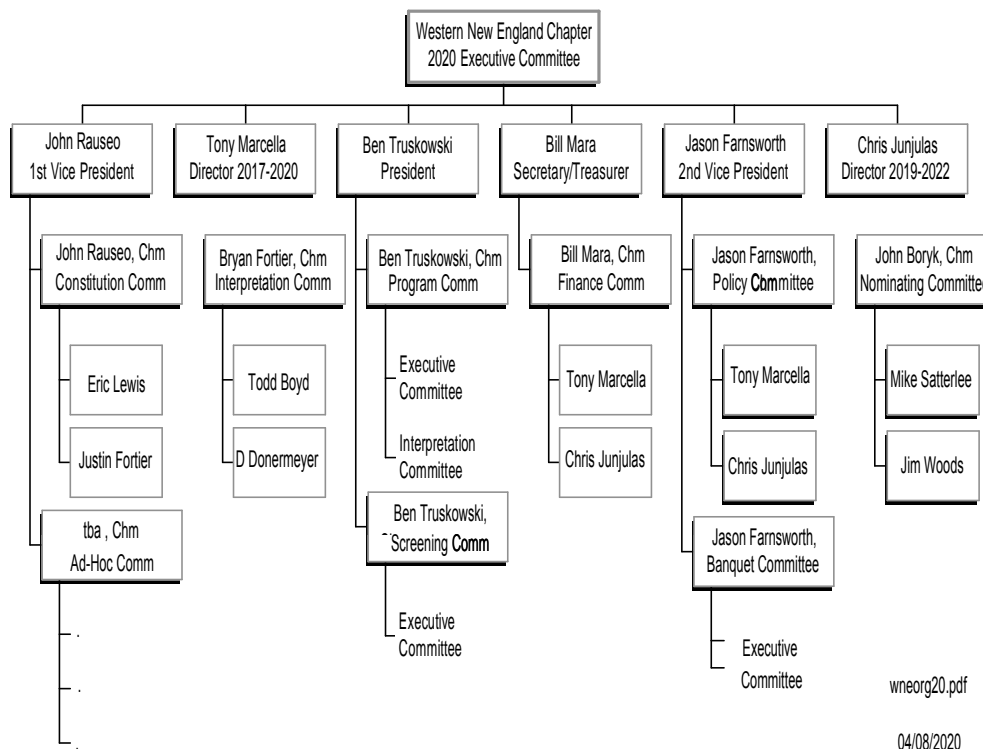 Western New England Chapter
2020 Executive Committee
John Rauseo
1st Vice President
Tony Marcella
Director 2017-2020
Ben Truskowski
President
Bill Mara
Secretary/Treasurer
Jason Farnsworth
2nd Vice President
Chris Junjulas
Director 2019-2022
John Rauseo, Chm
Constitution Comm
Bryan Fortier, Chm
Interpretation Comm
Ben Truskowski, Chm
Program Comm
Bill Mara, Chm
Finance Comm
Jason Farnsworth,
Chm
Policy Committee
John Boryk, Chm
Nominating Committee
Eric Lewis
Todd Boyd
Executive
Committee
Tony Marcella
Tony Marcella
Mike Satterlee
Justin Fortier
D Donermeyer
Interpretation
Committee
Chris Junjulas
Chris Junjulas
Jim Woods
tba , Chm
Ad-Hoc Comm
Ben Truskowski,
Screening Comm
Jason Farnsworth,
Banquet Committee
.
.
.
Executive
Committee
Executive
Committee
wneorg20.pdf
04/08/2020